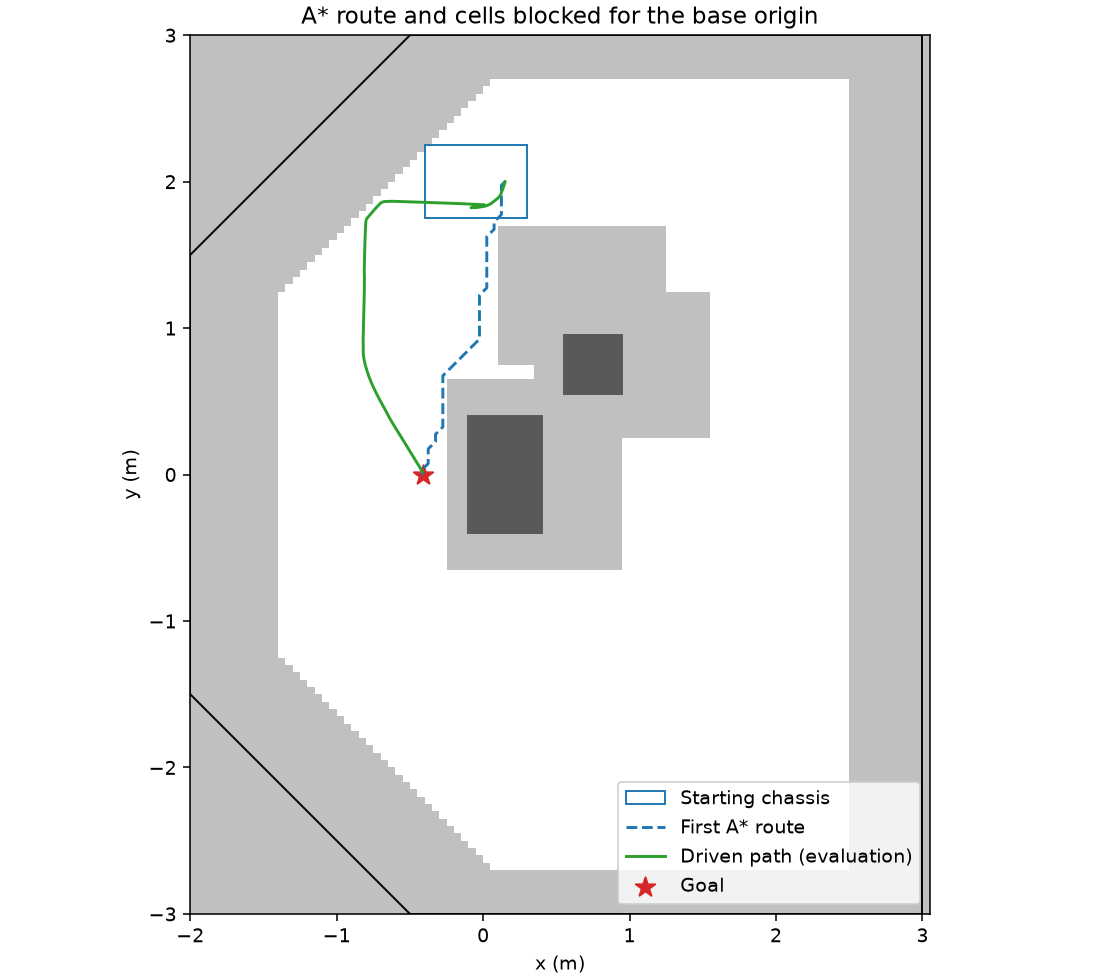 A* route and cells blocked for the base origin
3
2
1
0
−1
−2
−3
y (m)
−2
−1
0
1
2
3
x (m)
Starting chassis
First A* route
Driven path (evaluation)
Goal